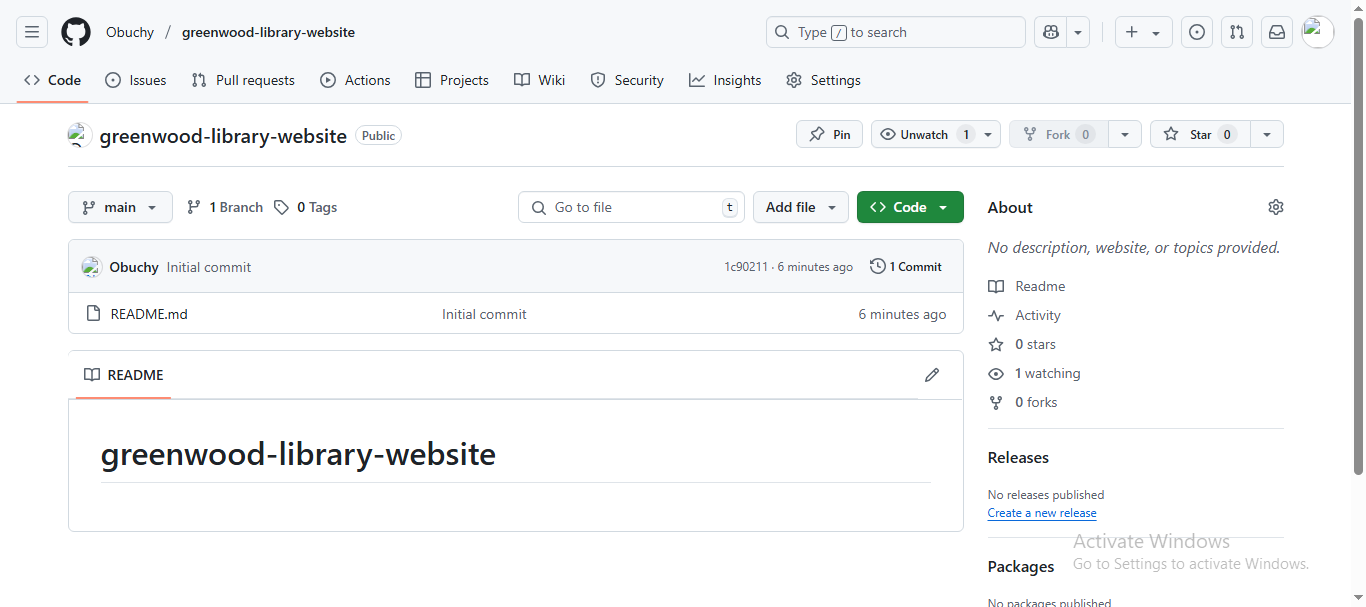 Obuchy / greenwood-library-website
Type / to search
Code Issues Pull requests Actions Projects Wiki Security Insights Settings
greenwood-library-website Public
Pin Unwatch 1 Fork 0 Star 0
main 1 Branch 0 Tags
Go to file t Add file Code
Obuchy Initial commit 1c90211 · 6 minutes ago 1 Commit
README.md Initial commit 6 minutes ago
README
greenwood-library-website
About
No description, website, or topics provided.
Readme
Activity
0 stars
1 watching
0 forks
Releases
No releases published
Create a new release
Packages
No packages published
Activate Windows
Go to Settings to activate Windows.